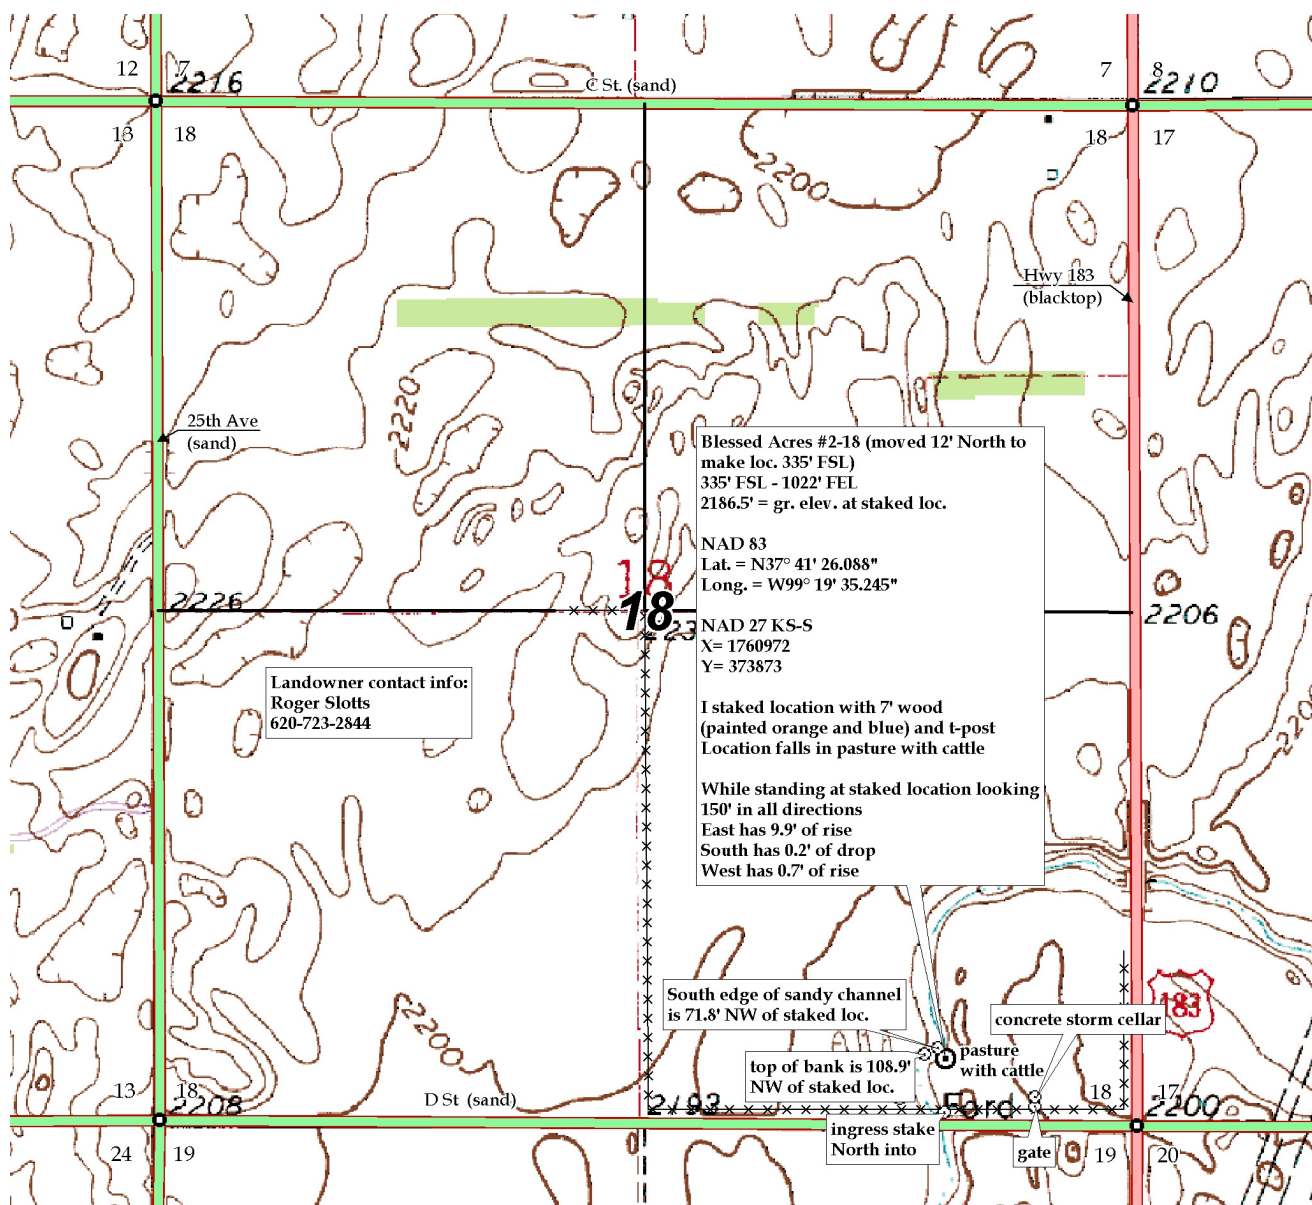 C St. (sand)
12
7
2216
7
8
2210
13
18
18
17
2200
Hwy 183
(blacktop)
2220
25th Ave
(sand)
Blessed Acres #2-18 (moved 12' North to
make loc. 335' FSL)
335' FSL - 1022' FEL
2186.5' = gr. elev. at staked loc.
NAD 83
Lat. = N37° 41' 26.088"
Long. = W99° 19' 35.245"
NAD 27 KS-S
X= 1760972
Y= 373873
I staked location with 7' wood
(painted orange and blue) and t-post
Location falls in pasture with cattle
While standing at staked location looking
150' in all directions
East has 9.9' of rise
South has 0.2' of drop
West has 0.7' of rise
18
2226
18
2206
Landowner contact info:
Roger Slotts
620-723-2844
South edge of sandy channel
is 71.8' NW of staked loc.
183
concrete storm cellar
2200
top of bank is 108.9'
NW of staked loc.
pasture
with cattle
13
18
2208
D St (sand)
2193
Ford
18
17
2200
ingress stake
North into
gate
24
19
19
20